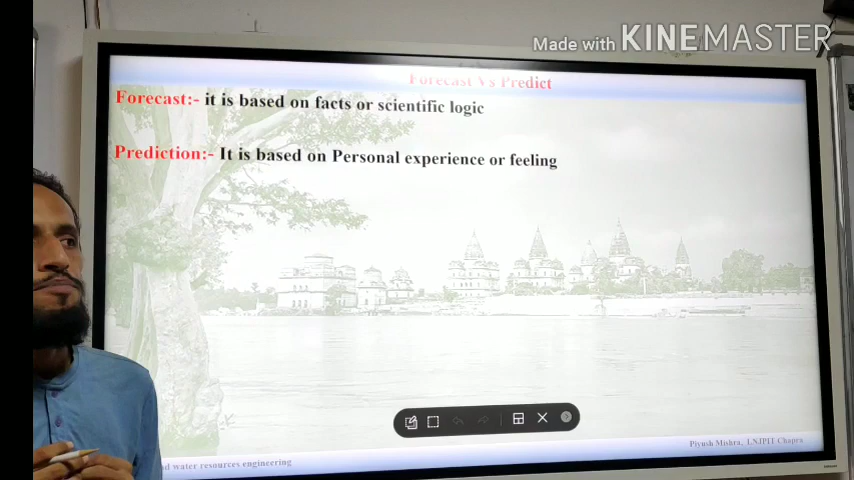 Made with KINEMASTER
Forecast Vs Predict
Forecast:- it is based on facts or scientific logic
Prediction:- It is based on Personal experience or feeling
Piyush Mishra, LNJPIT Chapra
water resources engineering